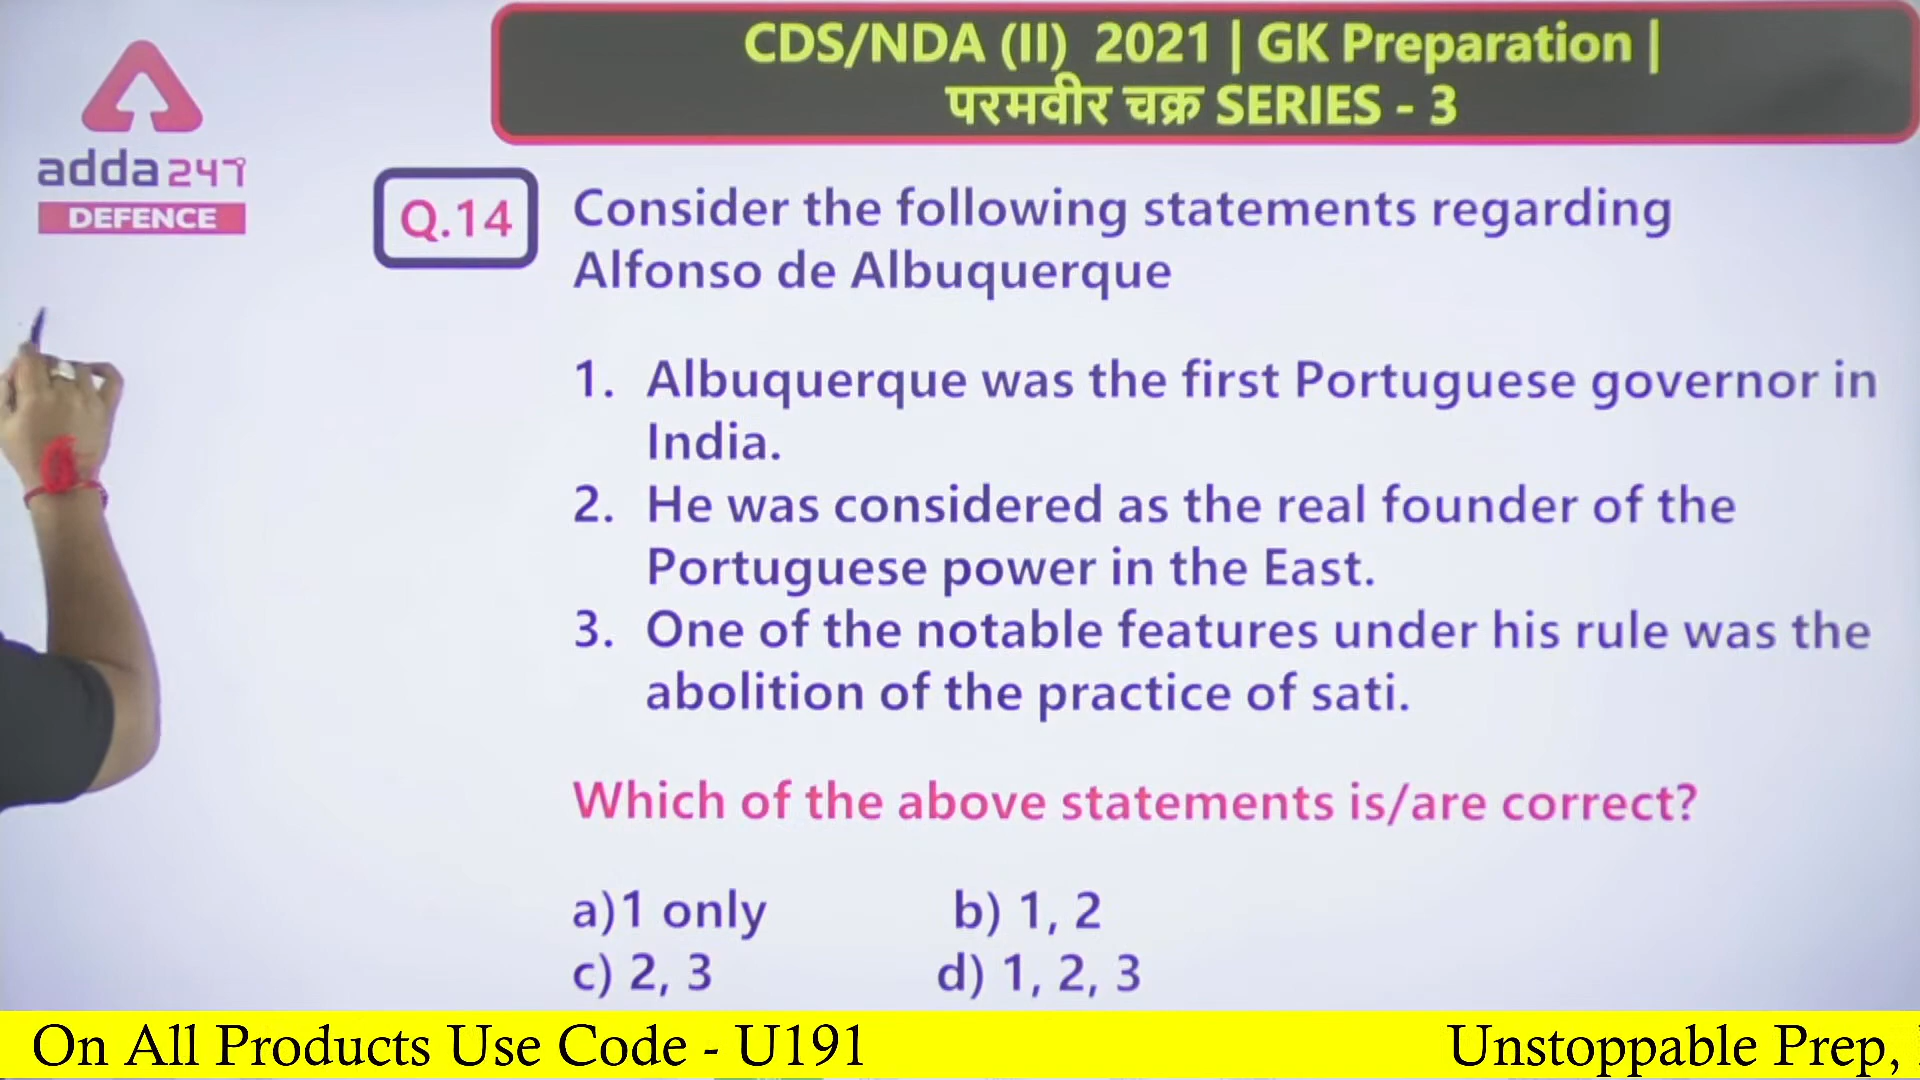 CDS/NDA (II) 2021 | GK Preparation |
परमवीर चक्र SERIES - 3
adda247
DEFENCE
Q.14
Consider the following statements regarding
Alfonso de Albuquerque
1. Albuquerque was the first Portuguese governor in
India.
2. He was considered as the real founder of the
Portuguese power in the East.
3. One of the notable features under his rule was the
abolition of the practice of sati.
Which of the above statements is/are correct?
a)1 only b) 1, 2
c) 2, 3 d) 1, 2, 3
On All Products Use Code - U191 Unstoppable Prep,